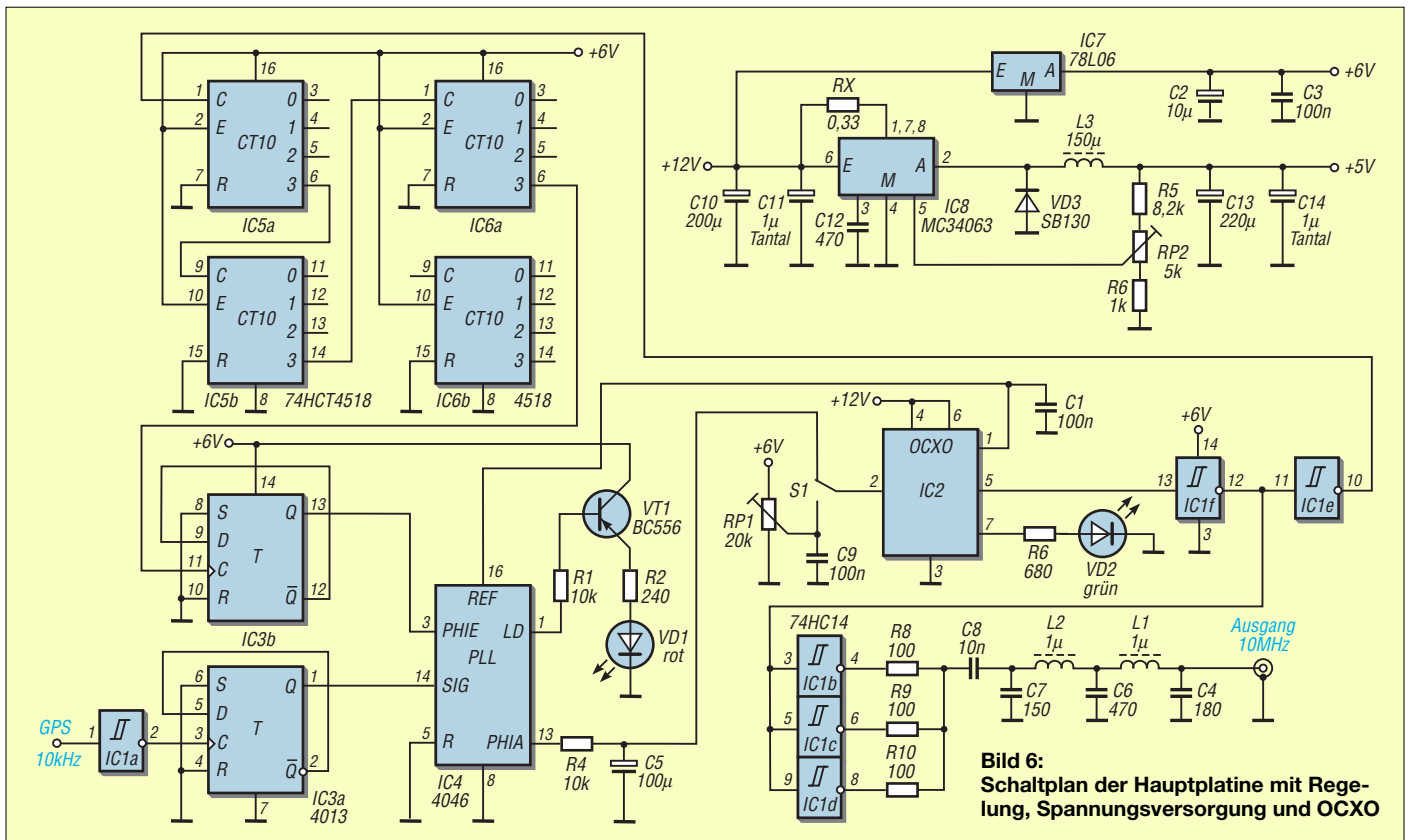 +6V
16
1 C 0 3
2 E 1 4
CT10
2 5
7 R 3 6
IC5a
16
1 C 0 3
2 E 1 4
CT10
2 5
7 R 3 6
IC6a
9 C 0 11
10 E 1 12
CT10
2 13
15 R 3 14
IC5b 8 74HCT4518
9 C 0 11
10 E 1 12
CT10
2 13
15 R 3 14
IC6b 8 4518
IC7
78L06
E M A
+6V
C2
10µ
C3
100n
RX
0,33
1,7,8
+12V
6 E A 2
M
3 4 5
IC8
MC34063
C10
200µ
C11
1µ
Tantal
C12
470
VD3
SB130
L3
150µ
+5V
R5
8,2k
RP2
5k
R6
1k
C13
220µ
C14
1µ
Tantal
+6V
14
8 S Q 13
9 D
T
11 C
10 R Q 12
IC3b
6 S Q 1
5 D
T
3 C
4 R Q 2
7
IC3a
4013
GPS
10kHz
1 2
IC1a
VT1
BC556
R1
10k
R2
240
VD1
rot
16
REF
3 PHIE LD 1
PLL
14 SIG
5 R PHIA 13
IC4
4046
8
R4
10k
C5
100µ
+6V
RP1
20k
S1
C9
100n
+12V
4 6
OCXO
IC2
1
2
5
7
3
C1
100n
R6
680
VD2
grün
+6V
14
13 12
IC1f
3
11 10
IC1e
74HC14
3 4
IC1b
5 6
IC1c
9 8
IC1d
R8
100
R9
100
R10
100
C8
10n
L2
1µ
L1
1µ
C7
150
C6
470
C4
180
Ausgang
10MHz
Bild 6:
Schaltplan der Hauptplatine mit Rege-
lung, Spannungsversorgung und OCXO